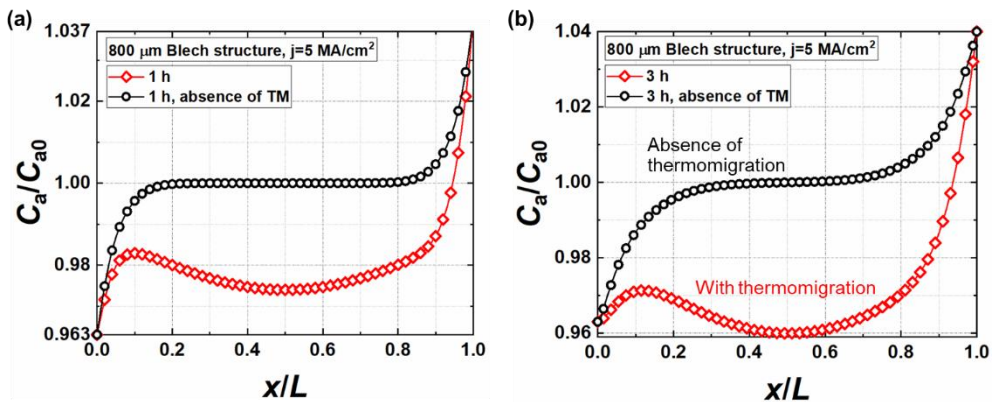 (a)
1.037
1.02
1.00
0.98
0.963
Ca/Ca0
800 μm Blech structure, j=5 MA/cm²
1 h
1 h, absence of TM
0.0 0.2 0.4 0.6 0.8 1.0
x/L
(b)
1.04
1.02
1.00
0.98
0.96
Ca/Ca0
800 μm Blech structure, j=5 MA/cm²
3 h
3 h, absence of TM
Absence of
thermomigration
With thermomigration
0.0 0.2 0.4 0.6 0.8 1.0
x/L